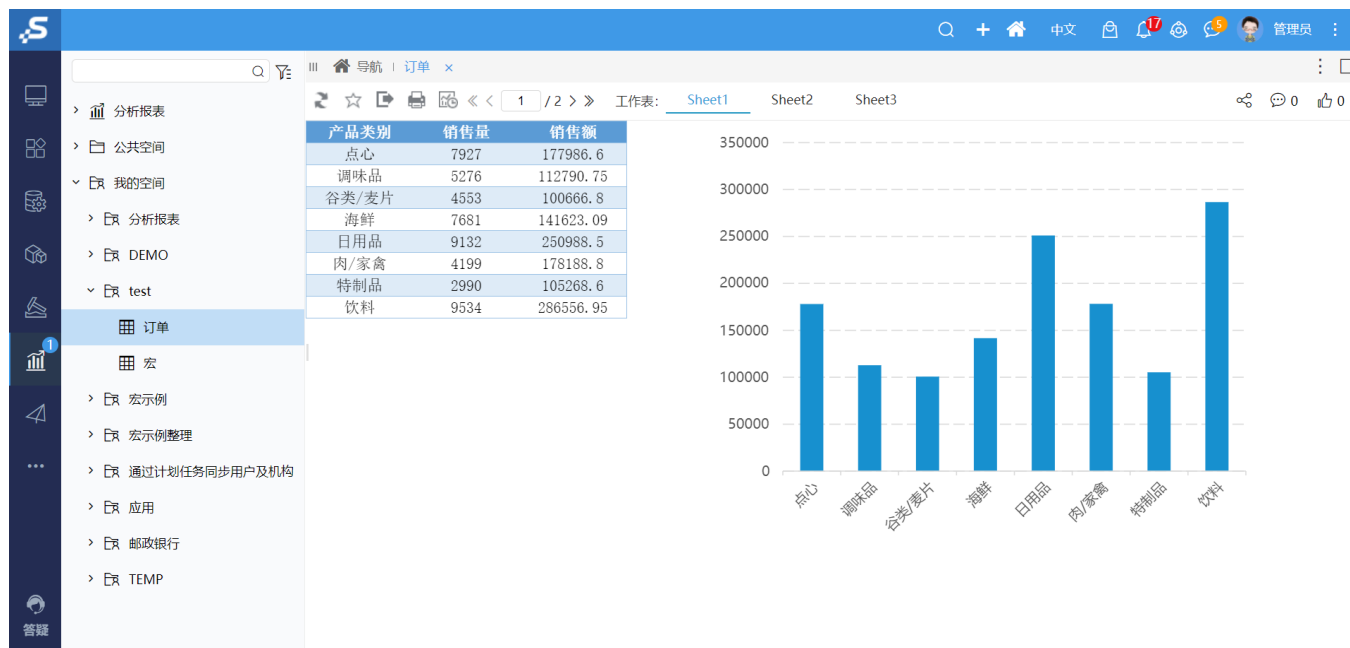 中文
17
5
管理员
导航
订单
×
1
/ 2
工作表:
Sheet1
Sheet2
Sheet3
0
0
分析报表
公共空间
我的空间
分析报表
DEMO
test
订单
宏
宏示例
宏示例整理
通过计划任务同步用户及机构
应用
邮政银行
TEMP
1
答疑
产品类别 销售量 销售额
点心 7927 177986.6
调味品 5276 112790.75
谷类/麦片 4553 100666.8
海鲜 7681 141623.09
日用品 9132 250988.5
肉/家禽 4199 178188.8
特制品 2990 105268.6
饮料 9534 286556.95
350000
300000
250000
200000
150000
100000
50000
0
点心
调味品
谷类/麦片
海鲜
日用品
肉/家禽
特制品
饮料